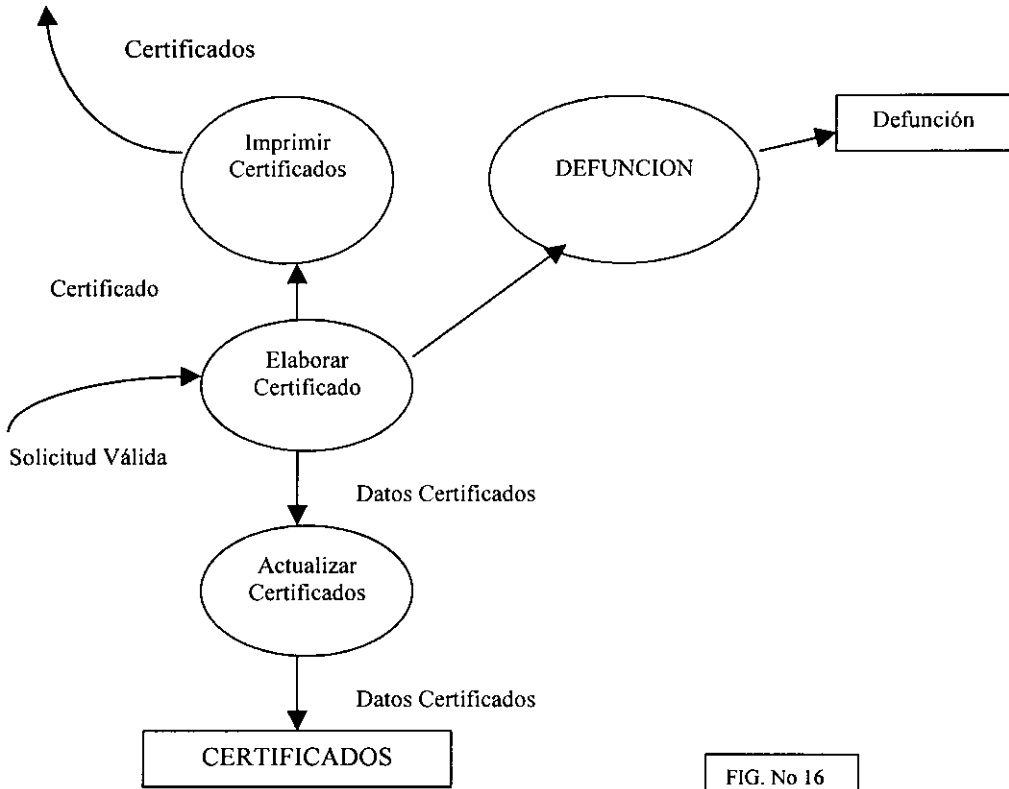 Certificados
Imprimir
Certificados
DEFUNCION
Defunción
Certificado
Elaborar
Certificado
Solicitud Válida
Datos Certificados
Actualizar
Certificados
Datos Certificados
CERTIFICADOS
FIG. No 16